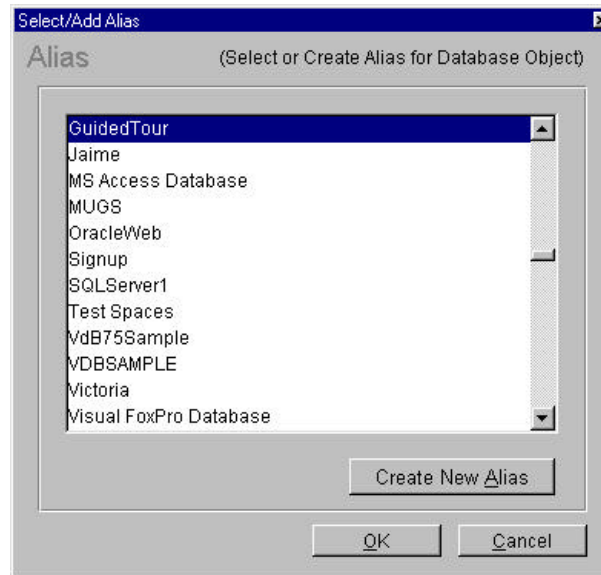 Select/Add Alias
Alias
(Select or Create Alias for Database Object)
GuidedTour
Jaime
MS Access Database
MUGS
OracleWeb
Signup
SQLServer1
Test Spaces
VdB75Sample
VDBSAMPLE
Victoria
Visual FoxPro Database
Create New Alias
OK
Cancel